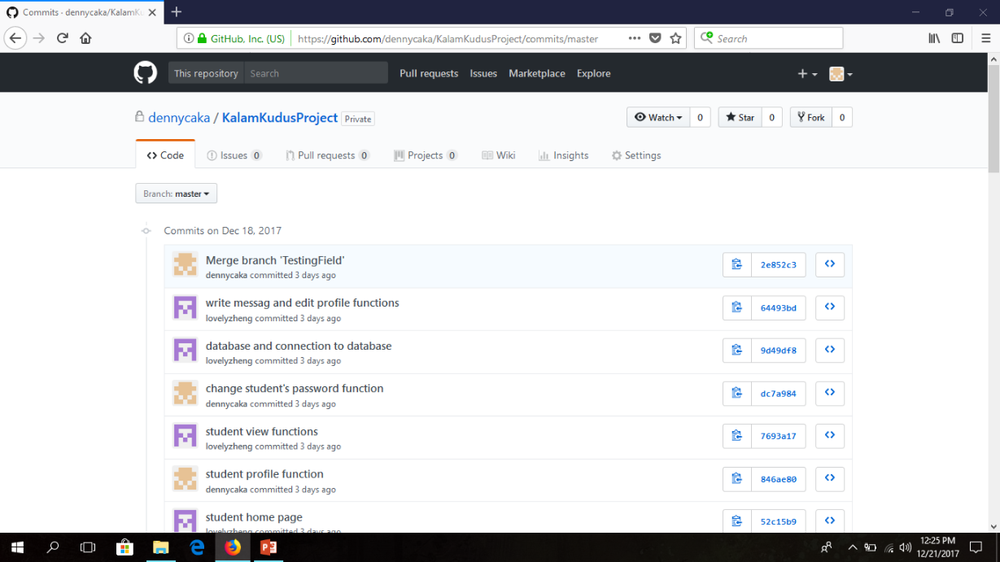 Commits - dennycaka/KalamKu
GitHub, Inc. (US) https://github.com/dennycaka/KalamKudusProject/commits/master Search
This repository Search Pull requests Issues Marketplace Explore
dennycaka / KalamKudusProject Private Watch 0 Star 0 Fork 0
Code Issues 0 Pull requests 0 Projects 0 Wiki Insights Settings
Branch: master
Commits on Dec 18, 2017
Merge branch 'TestingField'
dennycaka committed 3 days ago
2e852c3
write messag and edit profile functions
lovelyzheng committed 3 days ago
64493bd
database and connection to database
lovelyzheng committed 3 days ago
9d49df8
change student's password function
dennycaka committed 3 days ago
dc7a984
student view functions
lovelyzheng committed 3 days ago
7693a17
student profile function
dennycaka committed 3 days ago
846ae80
student home page
lovelyzheng committed 3 days ago
52c15b9
12:25 PM
12/21/2017